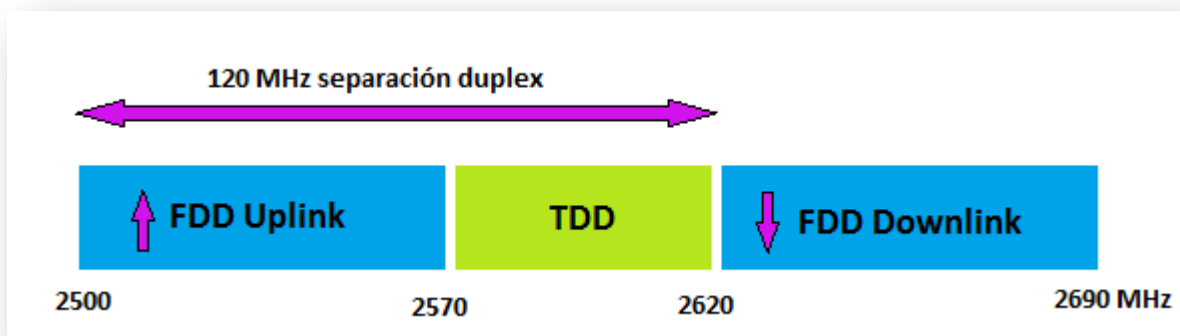 120 MHz separación duplex
FDD Uplink
TDD
FDD Downlink
2500
2570
2620
2690 MHz